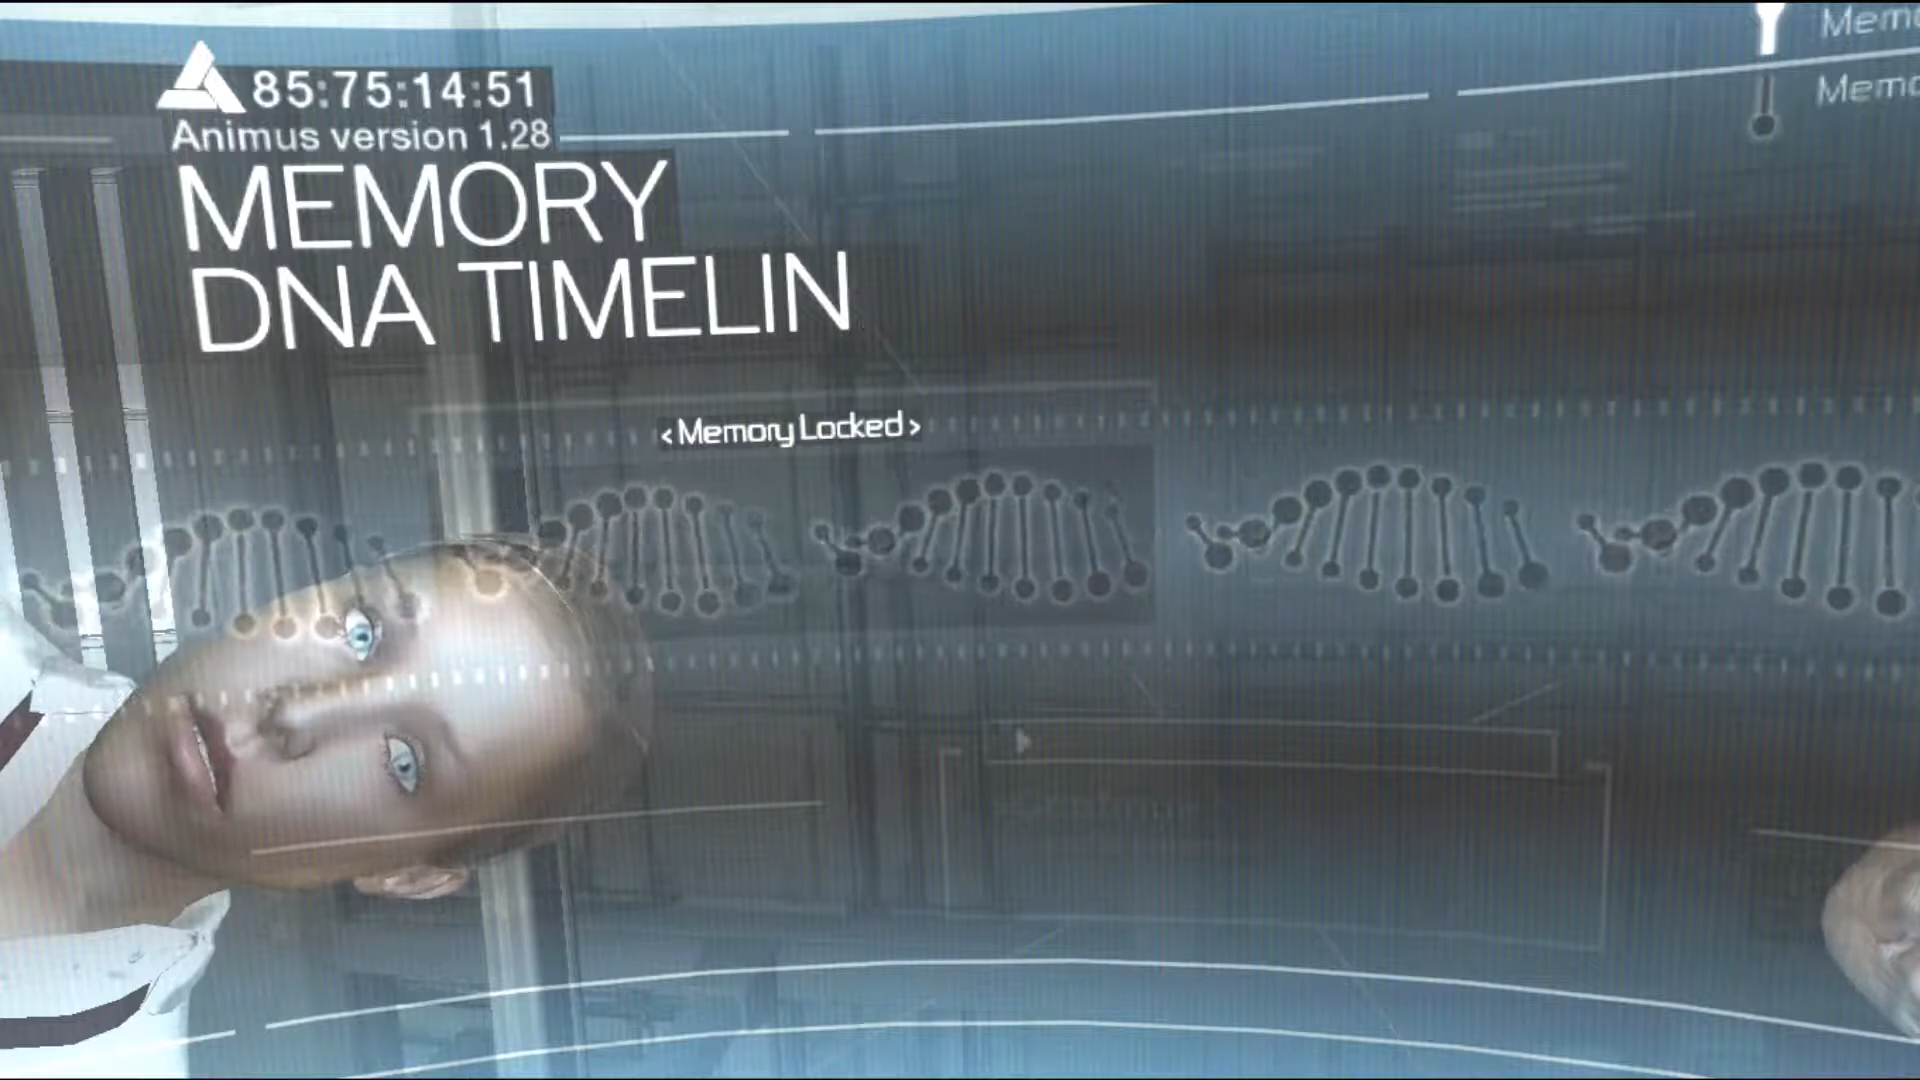 85:75:14:51
Animus version 1.28
MEMORY
DNA TIMELIN
<Memory Locked>